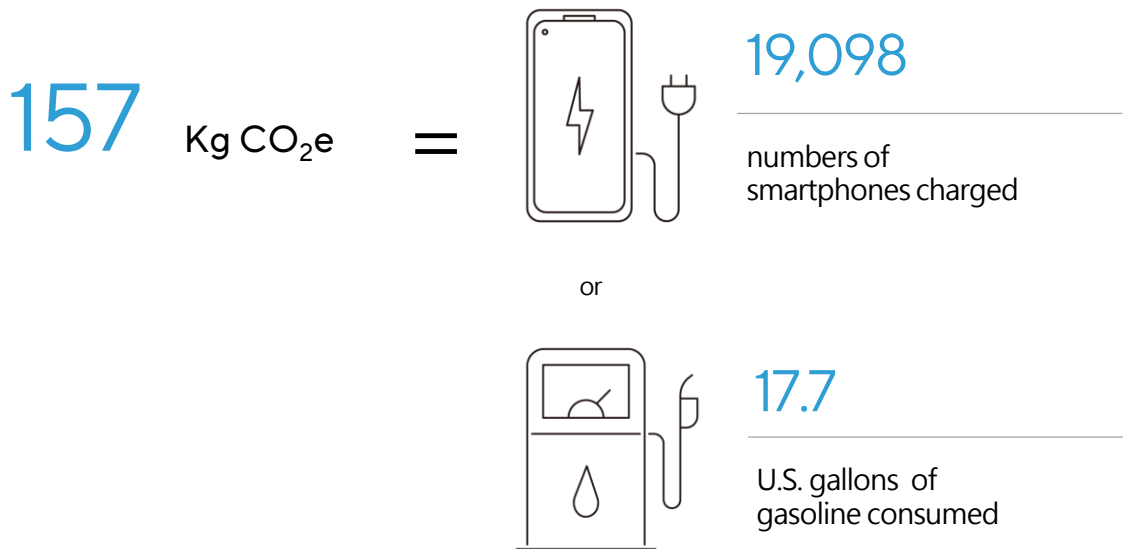 157 Kg CO₂e =
19,098
numbers of
smartphones charged
or
17.7
U.S. gallons of
gasoline consumed